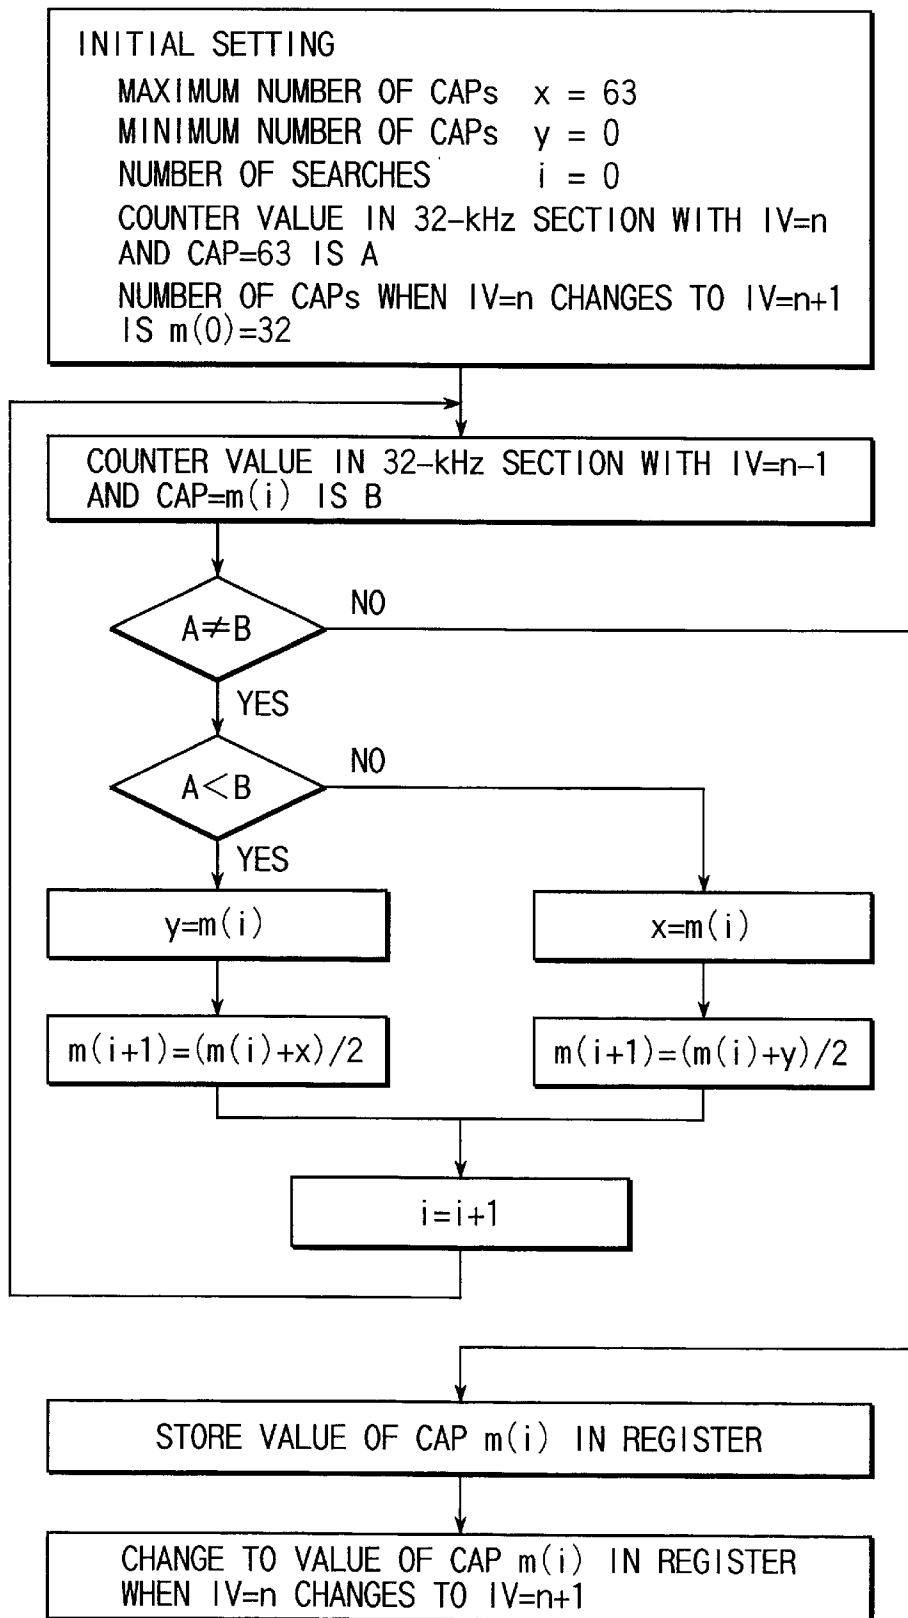 INITIAL SETTING
MAXIMUM NUMBER OF CAPs x = 63
MINIMUM NUMBER OF CAPs y = 0
NUMBER OF SEARCHES i = 0
COUNTER VALUE IN 32-kHz SECTION WITH IV=n
AND CAP=63 IS A
NUMBER OF CAPs WHEN IV=n CHANGES TO IV=n+1
IS m(0)=32
COUNTER VALUE IN 32-kHz SECTION WITH IV=n-1
AND CAP=m(i) IS B
A≠B
NO
YES
A<B
NO
YES
y=m(i)
x=m(i)
m(i+1)=(m(i)+x)/2
m(i+1)=(m(i)+y)/2
i=i+1
STORE VALUE OF CAP m(i) IN REGISTER
CHANGE TO VALUE OF CAP m(i) IN REGISTER
WHEN IV=n CHANGES TO IV=n+1